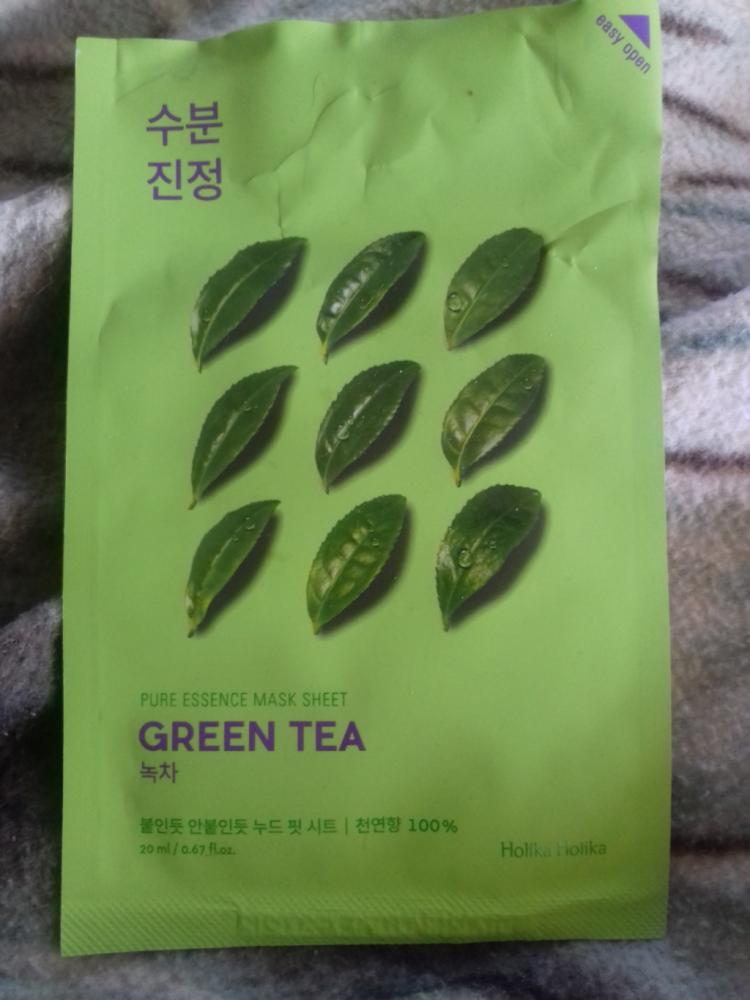 easy open
수분
진정
PURE ESSENCE MASK SHEET
GREEN TEA
녹차
붙인듯 안붙인듯 누드 핏 시트 | 천연향 100%
20 ml / 0.67 fl.oz.
Holika Holika